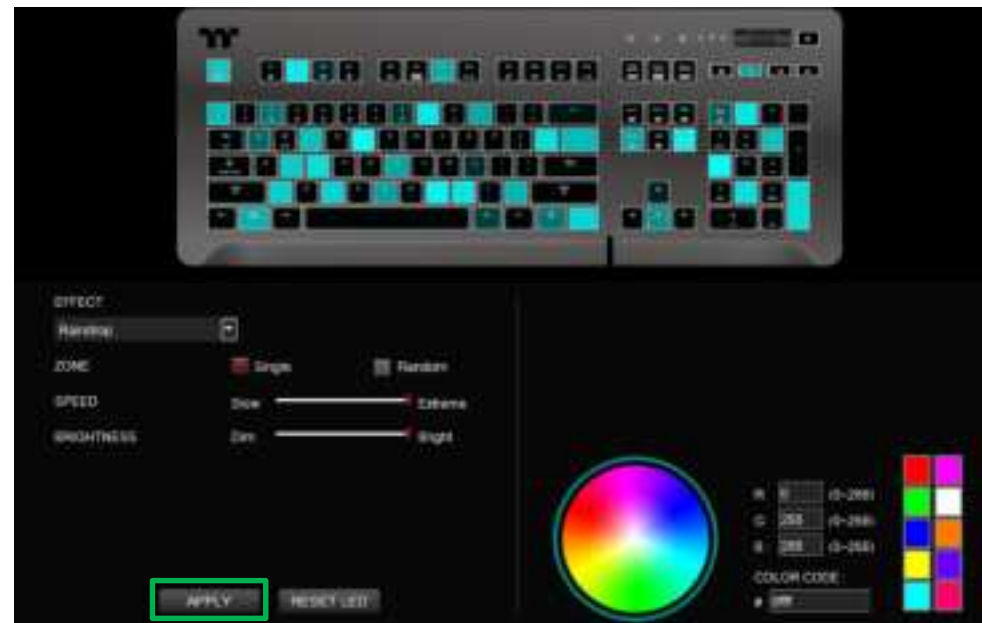 EFFECT
Raindrop
ZONE
Single
Random
SPEED
Slow
Extreme
BRIGHTNESS
Dim
Bright
R
0
(0~255)
G
255
(0~255)
B
255
(0~255)
COLOR CODE
#
APPLY
RESET LED